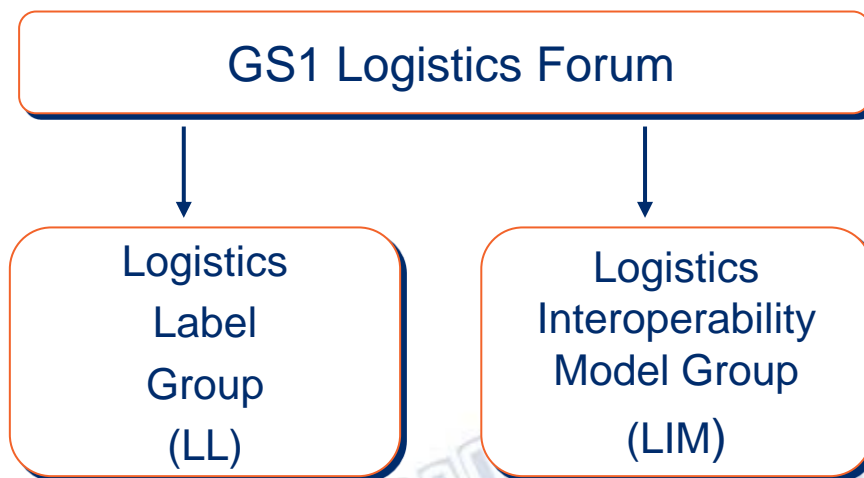 GS1 Logistics Forum
Logistics
Label
Group
(LL)
Logistics
Interoperability
Model Group
(LIM)